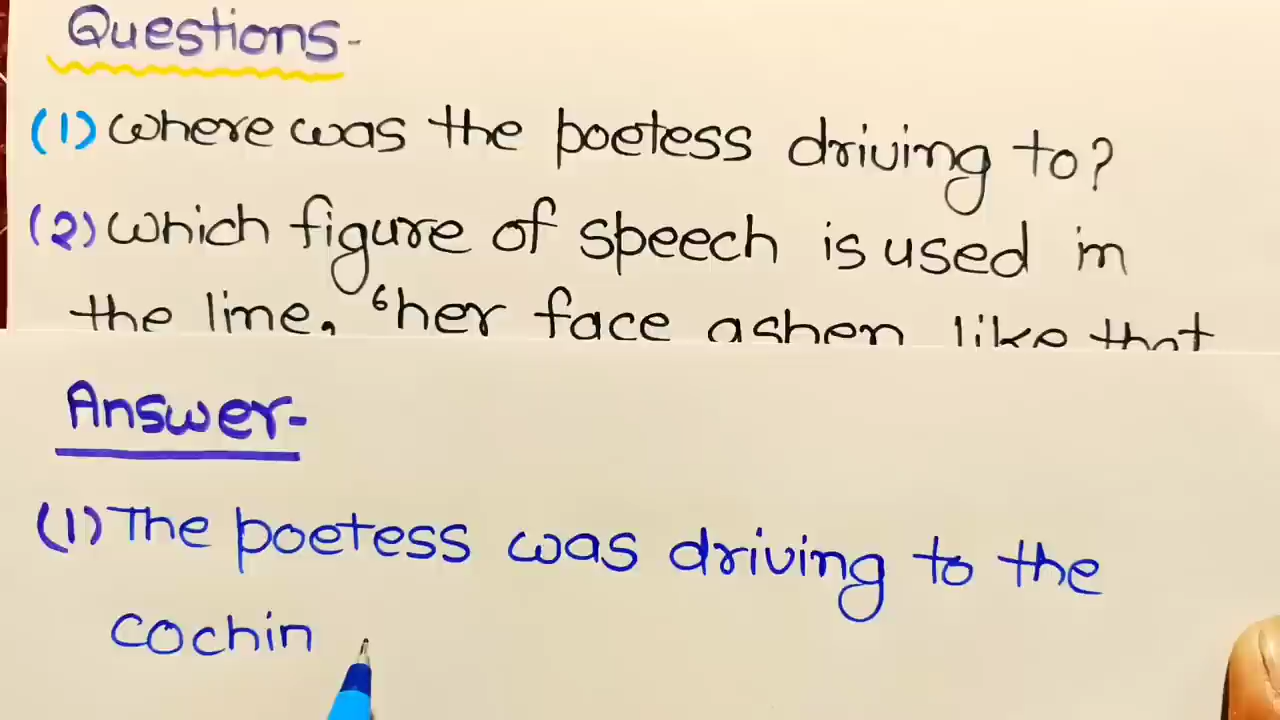 Questions-
(1) Where was the poetess driving to?
(2) Which figure of speech is used in
the line, 'her face ashen like that
Answer-
(1) The poetess was driving to the
cochin